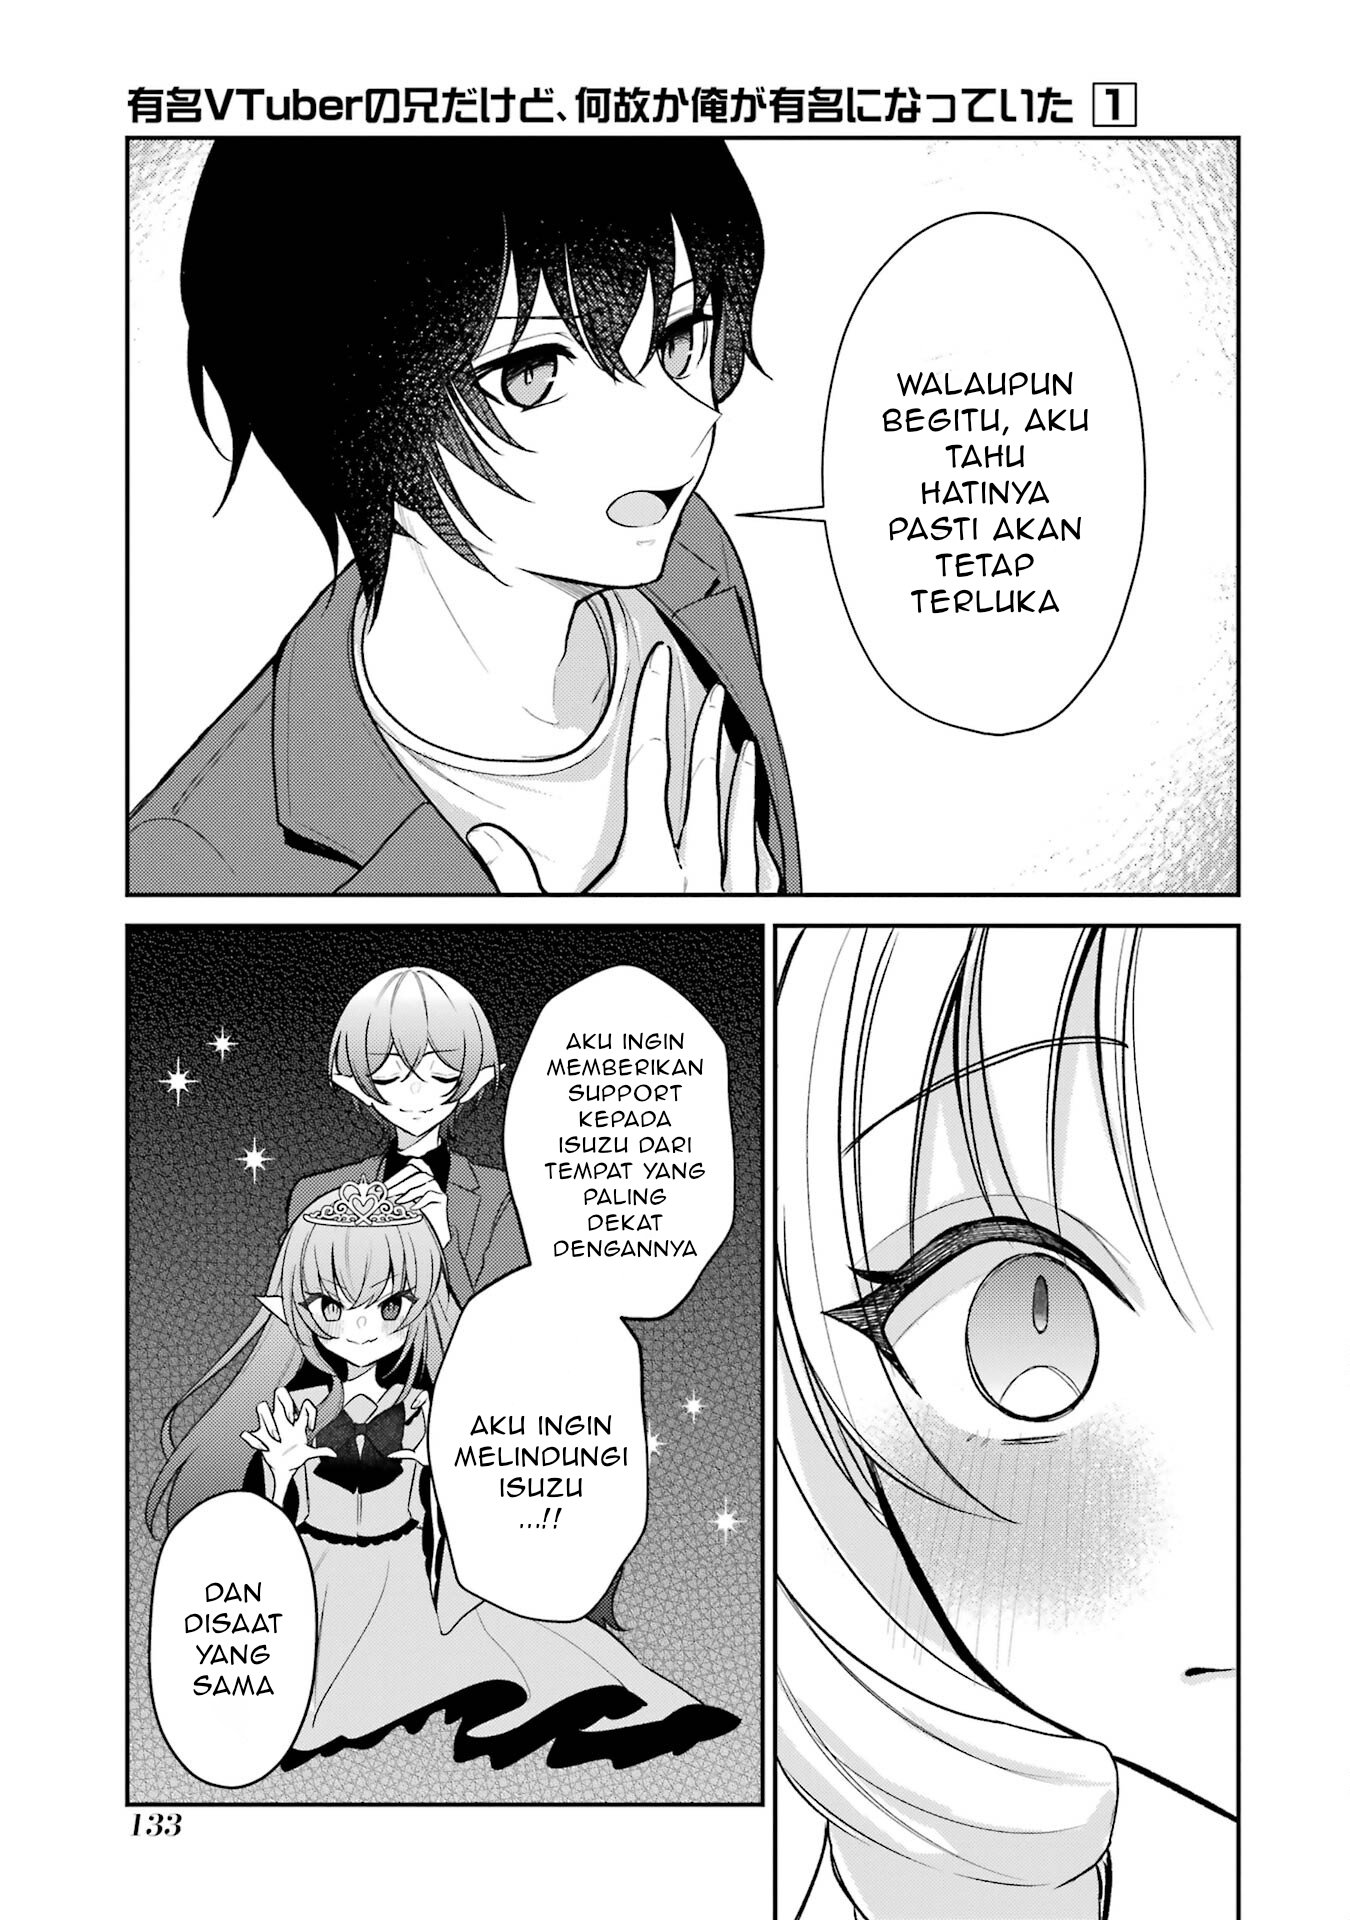 有名VTuberの兄だけど、何故か俺が有名になっていた 1
WALAUPUN
BEGITU, AKU
TAHU
HATINYA
PASTI AKAN
TETAP
TERLUKA
AKU INGIN
MEMBERIKAN
SUPPORT
KEPADA
ISUZU DARI
TEMPAT YANG
PALING
DEKAT
DENGANNYA
AKU INGIN
MELINDUNGI
ISUZU
...!!
DAN
DISAAT
YANG
SAMA
133